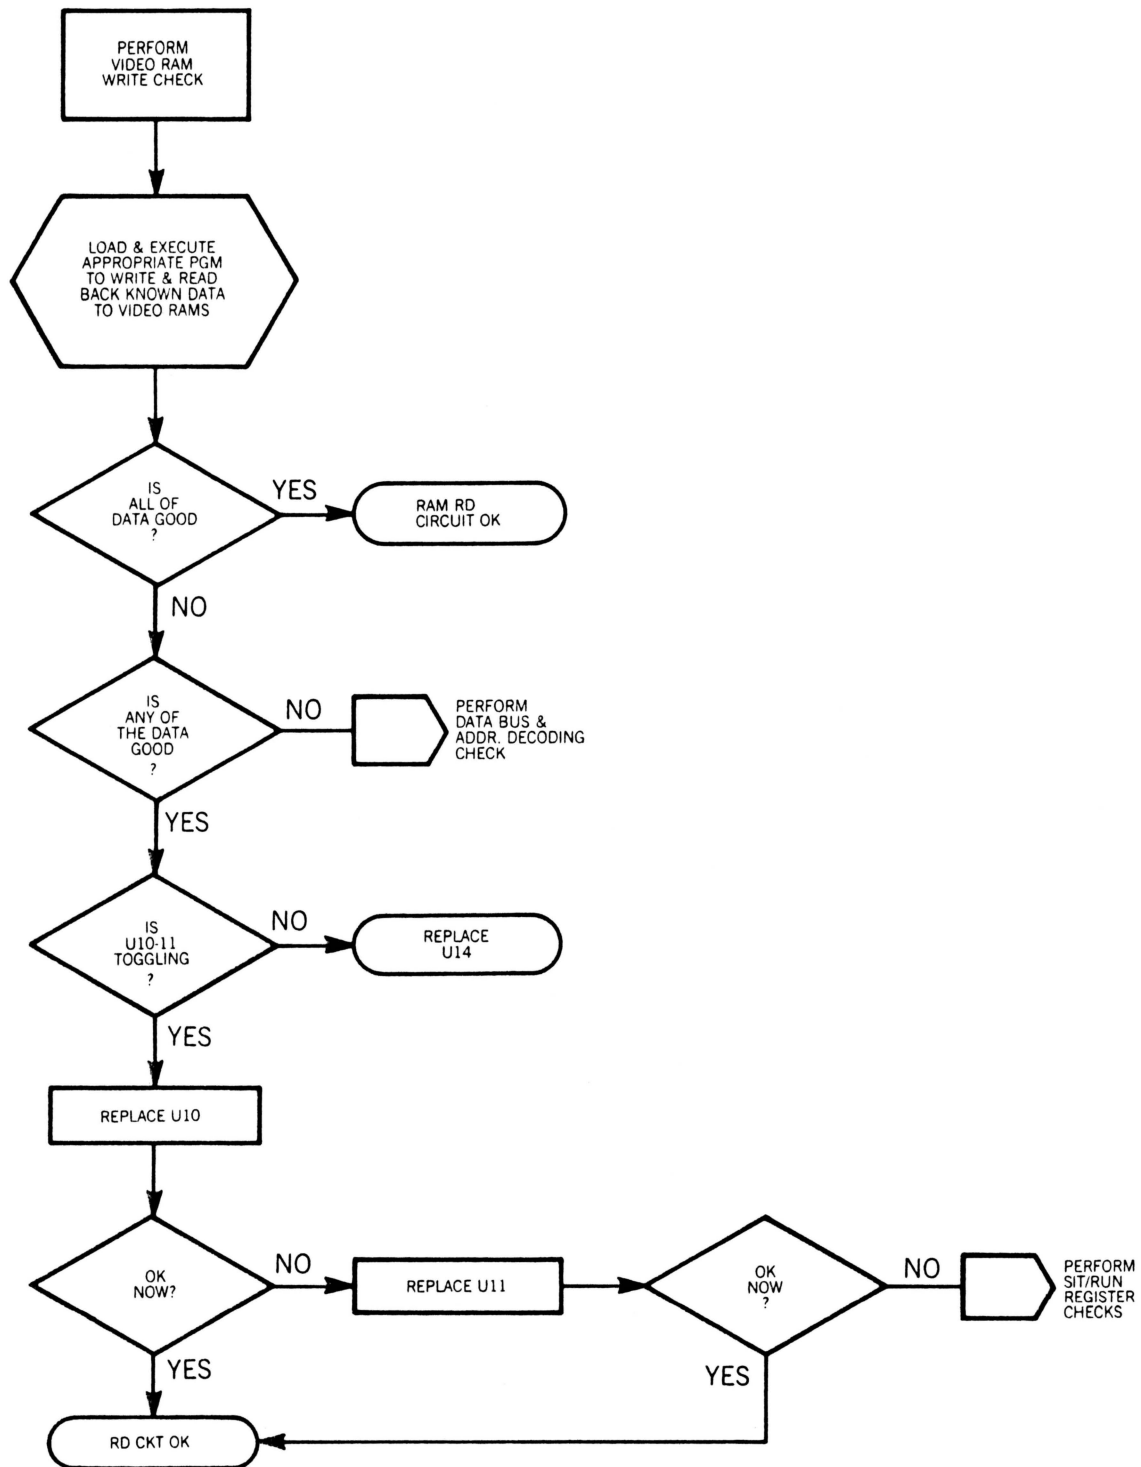 PERFORM
VIDEO RAM
WRITE CHECK
LOAD & EXECUTE
APPROPRIATE PGM
TO WRITE & READ
BACK KNOWN DATA
TO VIDEO RAMS
IS
ALL OF
DATA GOOD
?
YES
RAM RD
CIRCUIT OK
NO
IS
ANY OF
THE DATA
GOOD
?
NO
PERFORM
DATA BUS &
ADDR. DECODING
CHECK
YES
IS
U10-11
TOGGLING
?
NO
REPLACE
U14
YES
REPLACE U10
OK
NOW?
NO
REPLACE U11
OK
NOW
?
NO
PERFORM
SIT/RUN
REGISTER
CHECKS
YES
YES
RD CKT OK